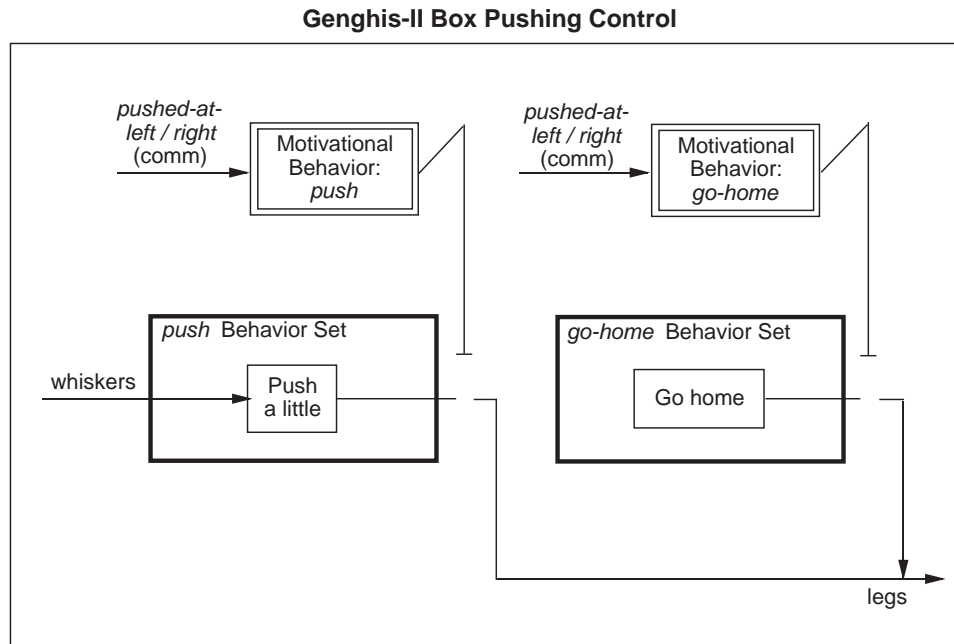 Genghis-II Box Pushing Control
pushed-at-
left / right
(comm)
Motivational
Behavior:
push
pushed-at-
left / right
(comm)
Motivational
Behavior:
go-home
push Behavior Set
whiskers
Push
a little
go-home Behavior Set
Go home
legs